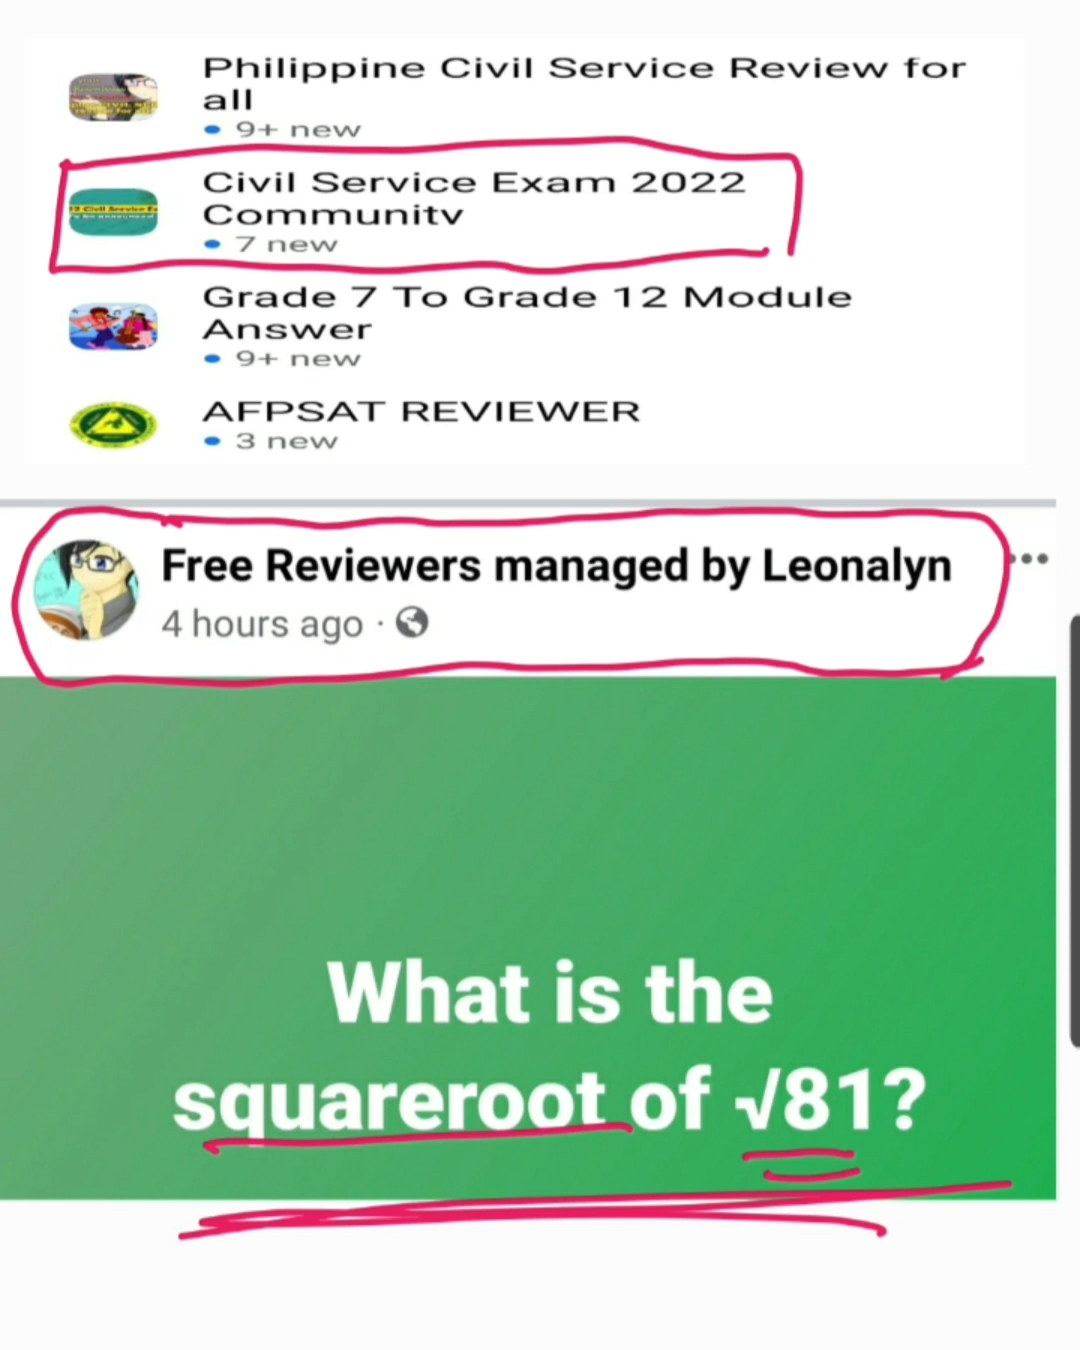 Philippine Civil Service Review for
all
9+ new
Civil Service Exam 2022
Community
7 new
Grade 7 To Grade 12 Module
Answer
9+ new
AFPSAT REVIEWER
3 new
Free Reviewers managed by Leonalyn
4 hours ago ·
What is the
squareroot of √81?